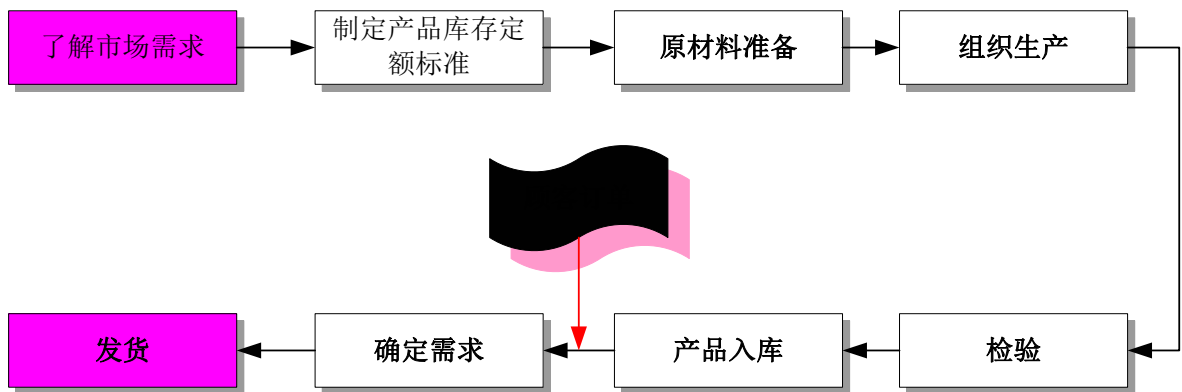 了解市场需求
制定产品库存定
额标准
原材料准备
组织生产
检验
产品入库
确定需求
发货